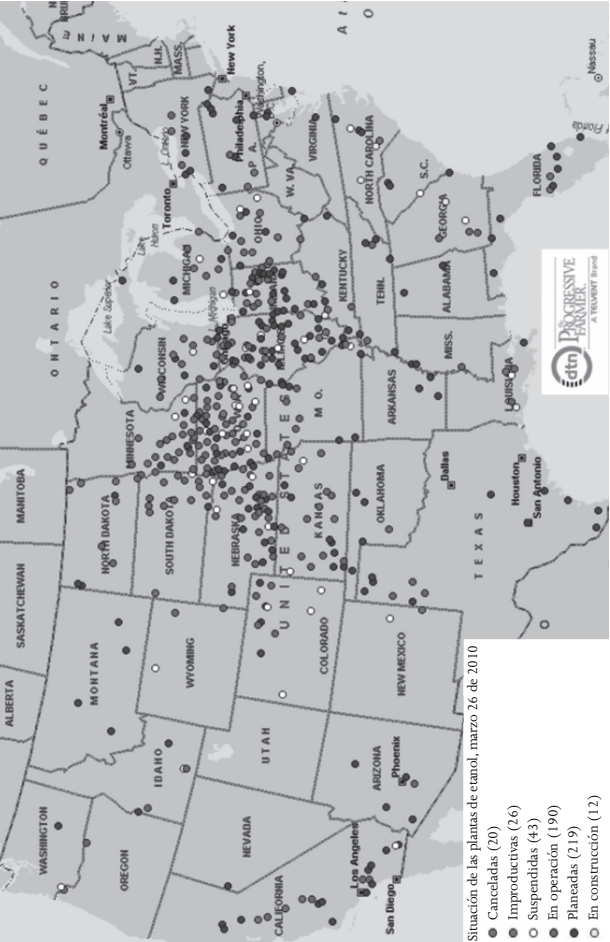 WASHINGTON
OREGON
CALIFORNIA
NEVADA
IDAHO
MONTANA
WYOMING
UTAH
ARIZONA
COLORADO
NEW MEXICO
NORTH DAKOTA
SOUTH DAKOTA
NEBRASKA
KANSAS
OKLAHOMA
TEXAS
MINNESOTA
WISCONSIN
MICHIGAN
MO.
ARKANSAS
LOUISIANA
MISS.
ALABAMA
TENN.
KENTUCKY
OHIO
W. VA.
VIRGINIA
NORTH CAROLINA
S.C.
GEORGIA
FLORIDA
P A.
NEW YORK
VT.
N.H.
MASS.
MAINE
UNITED STATES
ALBERTA
SASKATCHEWAN
MANITOBA
ONTARIO
QUÉBEC
Lake Superior
Lake Huron
Montréal
Ottawa
Toronto
New York
Philadelphia
Washington,
Los Angeles
San Diego
Phoenix
Dallas
Houston
San Antonio
Nassau
dtn
THE PROGRESSIVE FARMER
A TELVENT Brand
Situación de las plantas de etanol, marzo 26 de 2010
Canceladas (20)
Improductivas (26)
Suspendidas (43)
En operación (190)
Planeadas (219)
En construcción (12)